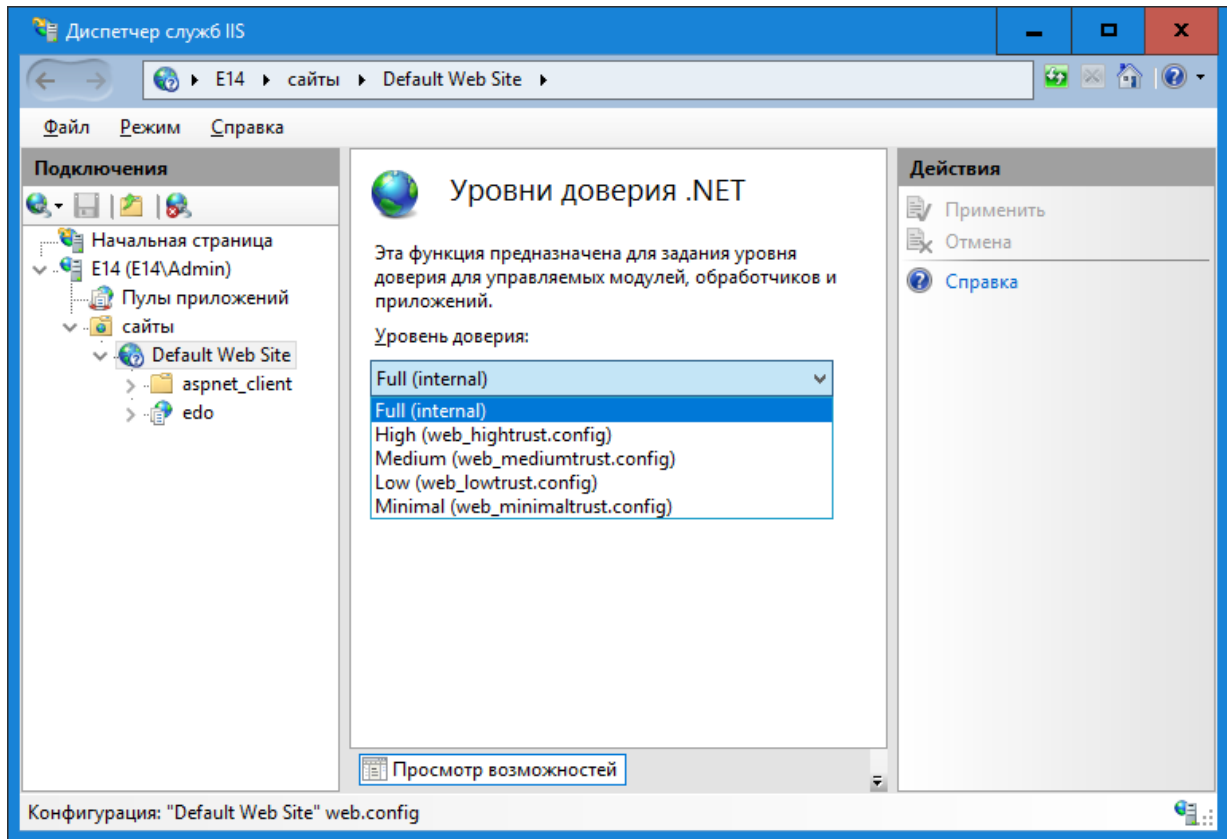 Диспетчер служб IIS
E14 сайты Default Web Site
Файл Режим Справка
Подключения
Начальная страница
E14 (E14\Admin)
Пулы приложений
сайты
Default Web Site
aspnet_client
edo
Уровни доверия .NET
Эта функция предназначена для задания уровня
доверия для управляемых модулей, обработчиков и
приложений.
Уровень доверия:
Full (internal)
Full (internal)
High (web_hightrust.config)
Medium (web_mediumtrust.config)
Low (web_lowtrust.config)
Minimal (web_minimaltrust.config)
Просмотр возможностей
Действия
Применить
Отмена
Справка
Конфигурация: "Default Web Site" web.config